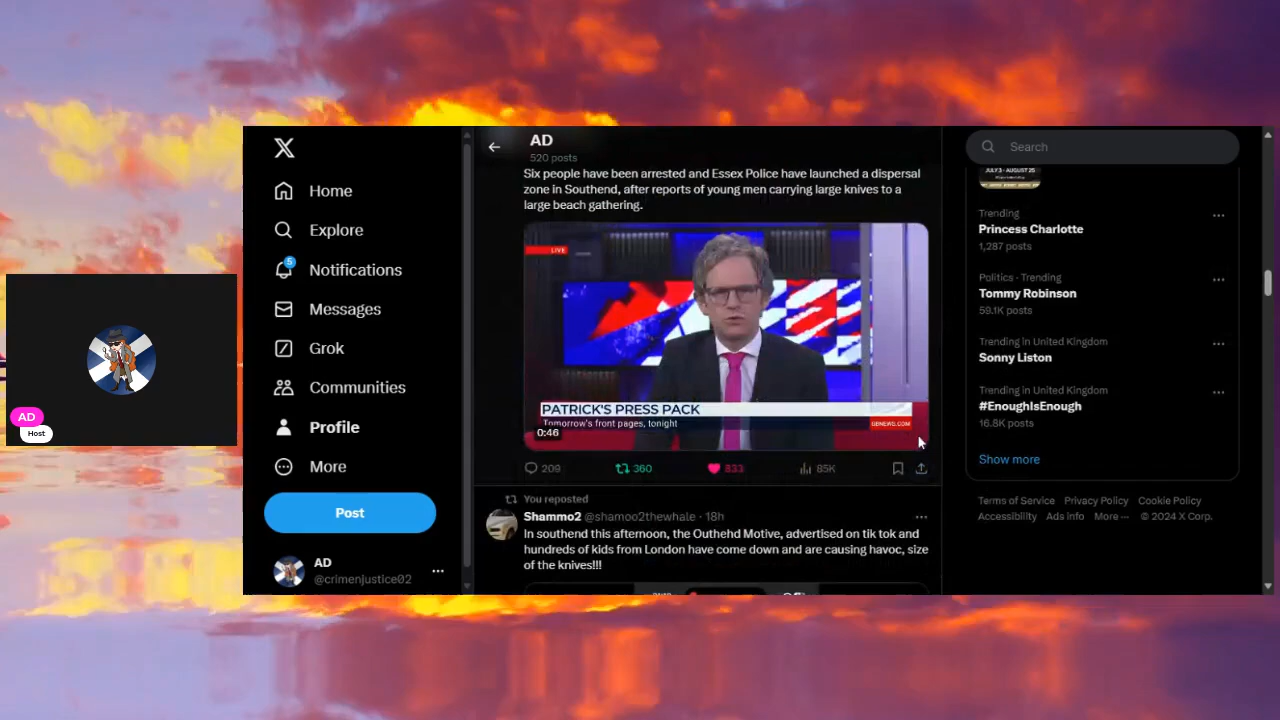 AD
Host
Home
Explore
5
Notifications
Messages
Grok
Communities
Profile
More
Post
AD
@crimenjustice02
AD
520 posts
Six people have been arrested and Essex Police have launched a dispersal
zone in Southend, after reports of young men carrying large knives to a
large beach gathering.
LIVE
PATRICK'S PRESS PACK
Tomorrow's front pages, tonight
GBNEWS.COM
0:46
209 360 833 85K
You reposted
Shammo2 @shamoo2thewhale · 18h
In southend this afternoon, the Outhehd Motive, advertised on tik tok and
hundreds of kids from London have come down and are causing havoc, size
of the knives!!!
Search
JULY 3 - AUGUST 25
Trending
Princess Charlotte
1,287 posts
Politics · Trending
Tommy Robinson
59.1K posts
Trending in United Kingdom
Sonny Liston
Trending in United Kingdom
#EnoughIsEnough
16.8K posts
Show more
Terms of Service Privacy Policy Cookie Policy
Accessibility Ads info More ··· © 2024 X Corp.